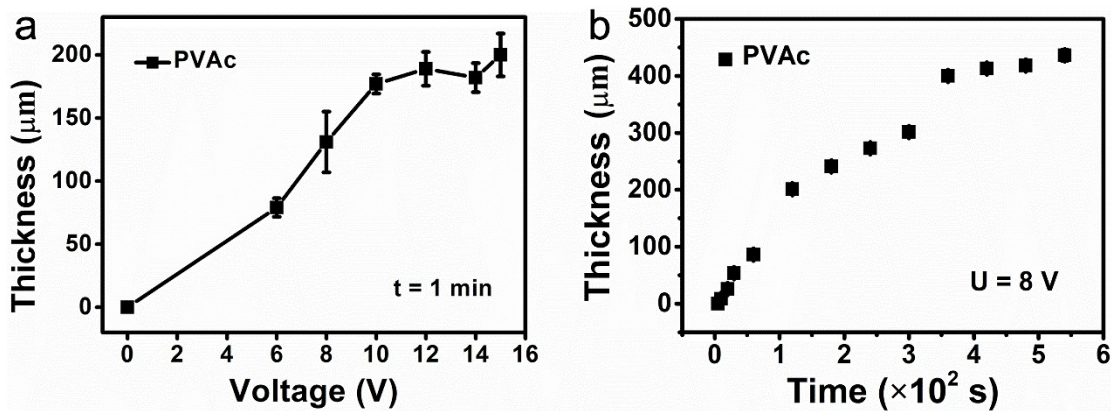 a
PVAc
200
150
100
50
0
Thickness (μm)
t = 1 min
0 2 4 6 8 10 12 14 16
Voltage (V)
b
PVAc
500
400
300
200
100
0
Thickness (μm)
U = 8 V
0 1 2 3 4 5 6
Time (×10² s)